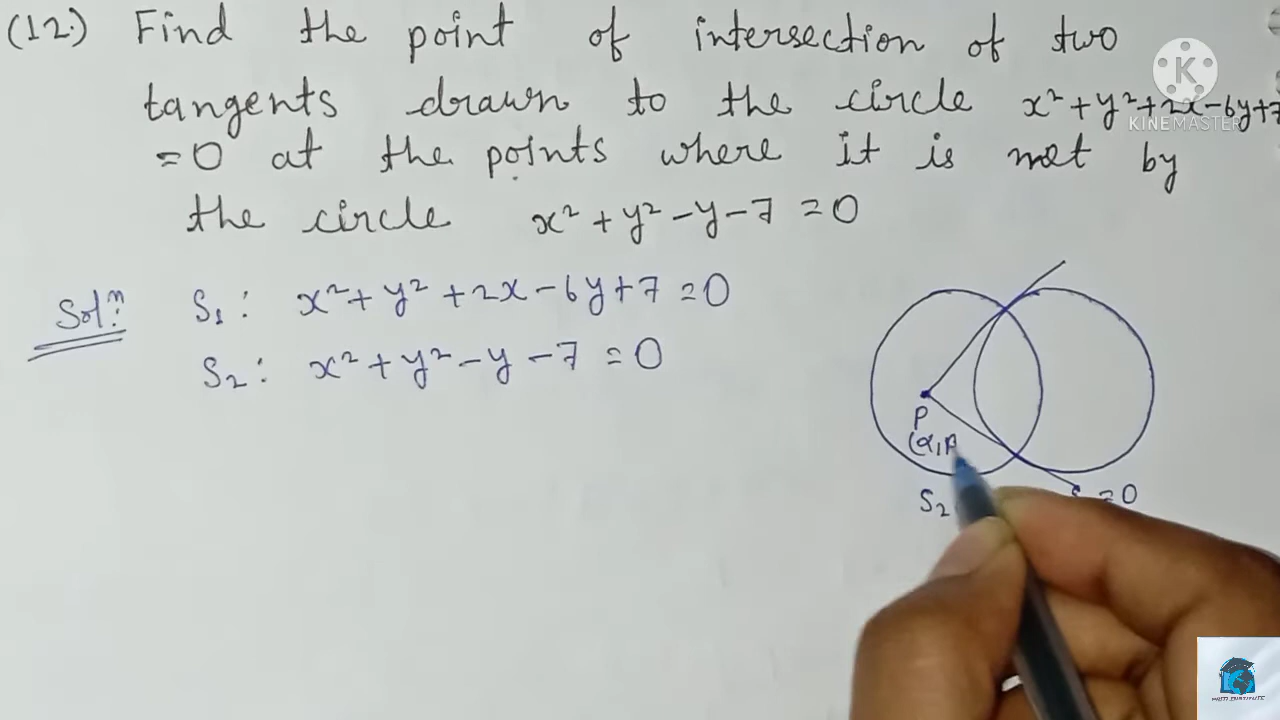 (12.) Find the point of intersection of two
tangents drawn to the circle x² + y² + 2x - 6y + 7
= 0 at the points where it is met by
the circle x² + y² - y - 7 = 0
Solⁿ: S₁ : x² + y² + 2x - 6y + 7 = 0
S₂ : x² + y² - y - 7 = 0
P
(α,β
S₂ = 0
K
KINEMASTER